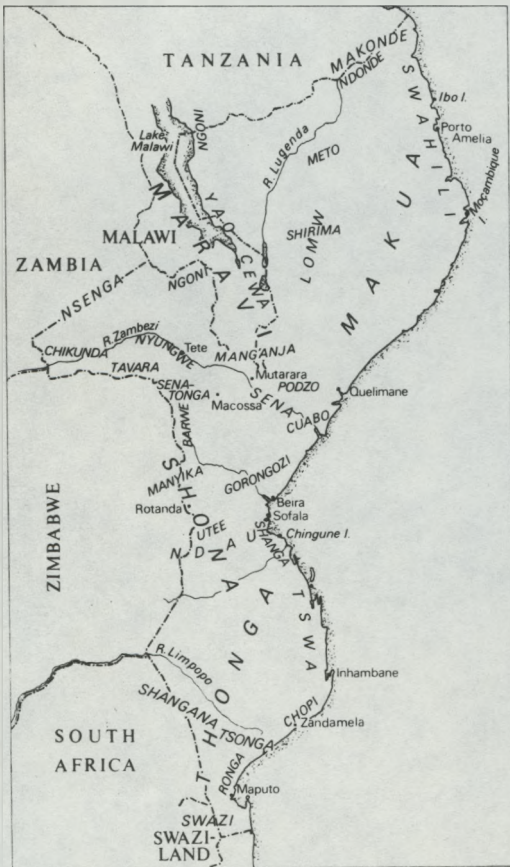 TANZANIA
MAKONDE
NDONDE
SWAHILI
Ibo I.
Porto
Amelia
Moçambique
I.
Lake
Malawi
NGONI
R. Lugenda
METO
MAKUA
MARAVI
YAO
CEWA
SHIRIMA
LOMW
MALAWI
ZAMBIA
NGONI
NSENGA
R.Zambezi
NYUNGWE
Tete
CHIKUNDA
TAVARA
MANGANJA
Mutarara
PODZO
SENA-
TONGA
Macossa
SENA
Quelimane
CUABO
BARWE
MANYIKA
GORONGOZI
SHONA
Rotanda
UTEE
NDAU
Beira
Sofala
SHANGA
Chingune I.
ZIMBABWE
TSWA
THONGA
R. Limpopo
Inhambane
SHANGANA
TSONGA
CHOPI
Zandamela
SOUTH
AFRICA
RONGA
Maputo
SWAZI
SWAZI-
LAND